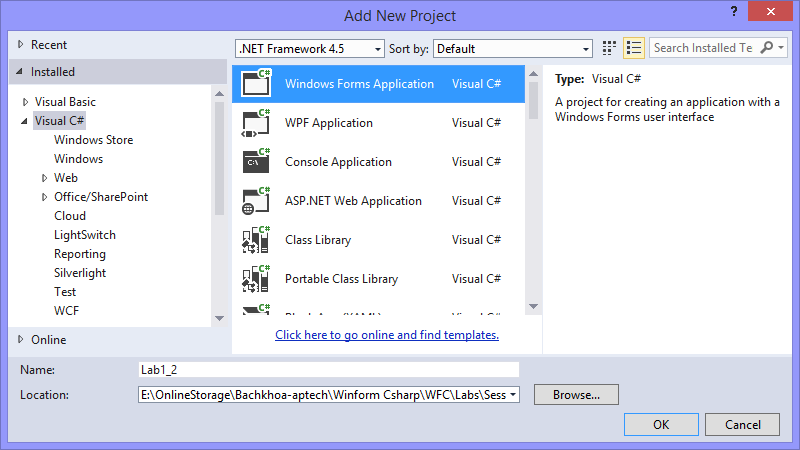 Add New Project
?
Recent
Installed
Visual Basic
Visual C#
Windows Store
Windows
Web
Office/SharePoint
Cloud
LightSwitch
Reporting
Silverlight
Test
WCF
Online
.NET Framework 4.5 Sort by: Default Search Installed Te
C# Windows Forms Application Visual C#
C# WPF Application Visual C#
C# C:\ Console Application Visual C#
C# ASP.NET Web Application Visual C#
C# Class Library Visual C#
C# Portable Class Library Visual C#
C#
Click here to go online and find templates.
Type: Visual C#
A project for creating an application with a
Windows Forms user interface
Name: Lab1_2
Location: E:\OnlineStorage\Bachkhoa-aptech\Winform Csharp\WFC\Labs\Sess Browse...
OK Cancel